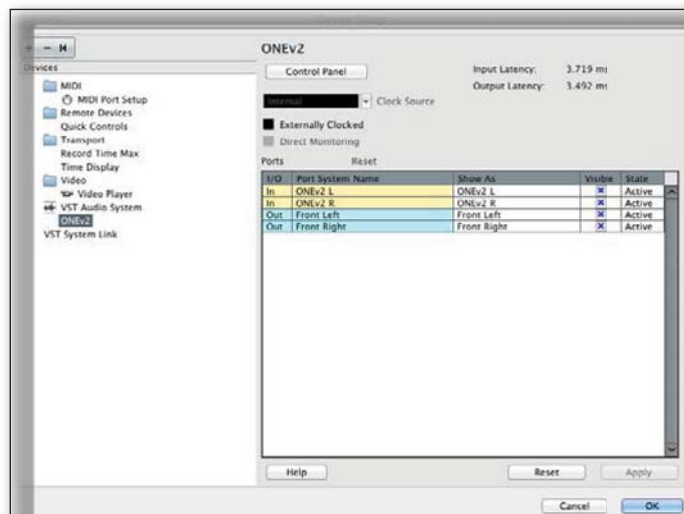 Device Setup
ONEv2
Devices
Control Panel
Input Latency: 3.719 ms
Output Latency: 3.492 ms
MIDI
MIDI Port Setup
Internal
Clock Source
Remote Devices
Quick Controls
Externally Clocked
Transport
Direct Monitoring
Record Time Max
Ports Reset
Time Display
Video
I/O Port System Name Show As Visible State
Video Player
In ONEv2 L ONEv2 L Active
VST Audio System
In ONEv2 R ONEv2 R Active
ONEv2
Out Front Left Front Left Active
VST System Link
Out Front Right Front Right Active
Help
Reset
Apply
Cancel
OK